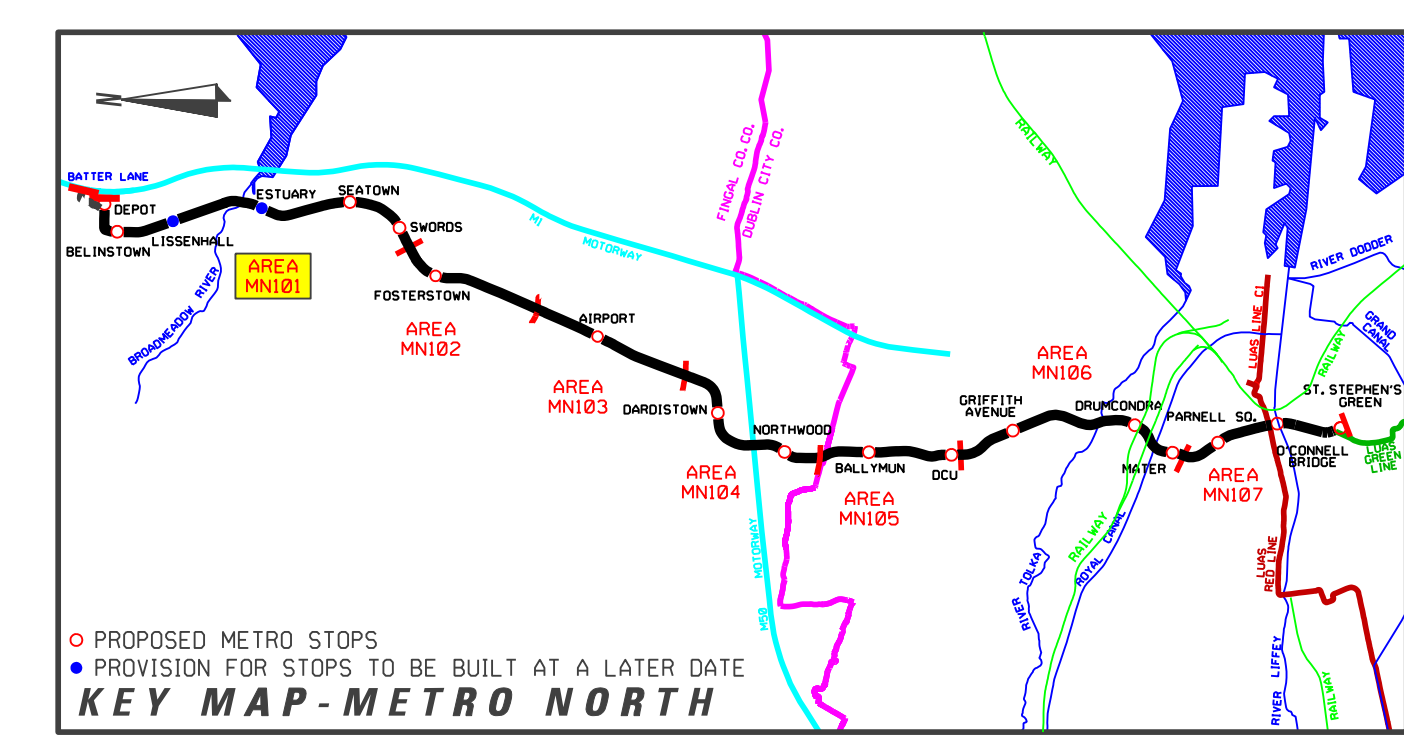 N
BATTER LANE
DEPOT
BELINSTOWN
LISSENHALL
ESTUARY
SEATOWN
SWORDS
BROADMEADOW RIVER
AREA
MN101
FOSTERSTOWN
AREA
MN102
M1
MOTORWAY
AIRPORT
AREA
MN103
FINGAL CO. CO.
DUBLIN CITY CO.
DARDISTOWN
NORTHWOOD
AREA
MN104
MOTORWAY
M50
BALLYMUN
AREA
MN105
DCU
GRIFFITH
AVENUE
AREA
MN106
DRUMCONDRA
MATER
PARNELL SO.
AREA
MN107
O'CONNELL
BRIDGE
ST. STEPHEN'S
GREEN
LUAS
GREEN
LINE
RAILWAY
RIVER DODDER
GRAND
CANAL
RAILWAY
LUAS LINE C1
LUAS
RED LINE
RAILWAY
ROYAL CANAL
RIVER TOLKA
RIVER LIFFEY
RAILWAY
PROPOSED METRO STOPS
PROVISION FOR STOPS TO BE BUILT AT A LATER DATE
KEY MAP-METRO NORTH